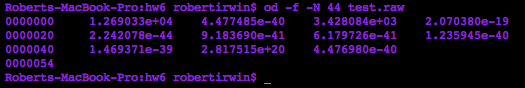 Roberts-MacBook-Pro:hw6 robertirwin$ od -f -N 44 test.raw
0000000 1.269033e+04 4.477485e-40 3.428084e+03 2.070380e-19
0000020 2.242078e-44 9.183690e-41 6.179726e-41 1.235945e-40
0000040 1.469371e-39 2.817515e+20 4.476980e-40
0000054
Roberts-MacBook-Pro:hw6 robertirwin$ _